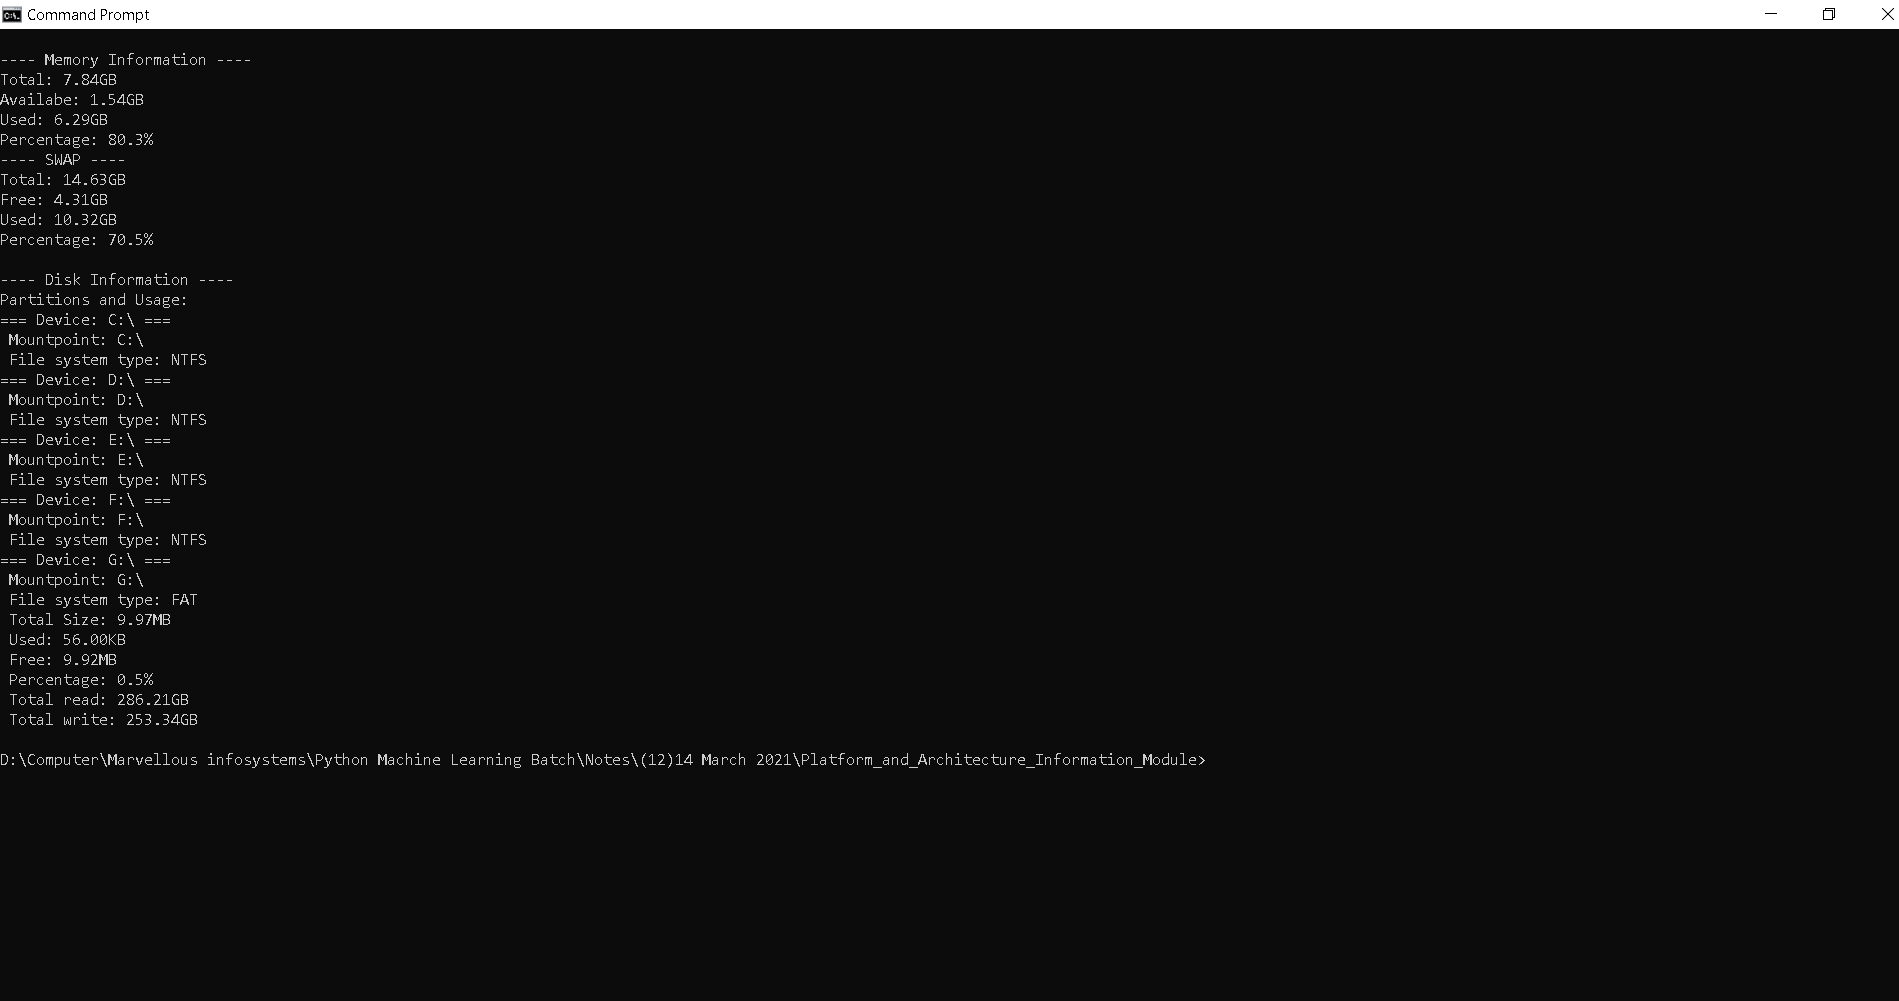 Command Prompt
---- Memory Information ----
Total: 7.84GB
Availabe: 1.54GB
Used: 6.29GB
Percentage: 80.3%
---- SWAP ----
Total: 14.63GB
Free: 4.31GB
Used: 10.32GB
Percentage: 70.5%
---- Disk Information ----
Partitions and Usage:
=== Device: C:\ ===
Mountpoint: C:\
File system type: NTFS
=== Device: D:\ ===
Mountpoint: D:\
File system type: NTFS
=== Device: E:\ ===
Mountpoint: E:\
File system type: NTFS
=== Device: F:\ ===
Mountpoint: F:\
File system type: NTFS
=== Device: G:\ ===
Mountpoint: G:\
File system type: FAT
Total Size: 9.97MB
Used: 56.00KB
Free: 9.92MB
Percentage: 0.5%
Total read: 286.21GB
Total write: 253.34GB
D:\Computer\Marvellous infosystems\Python Machine Learning Batch\Notes\(12)14 March 2021\Platform_and_Architecture_Information_Module>